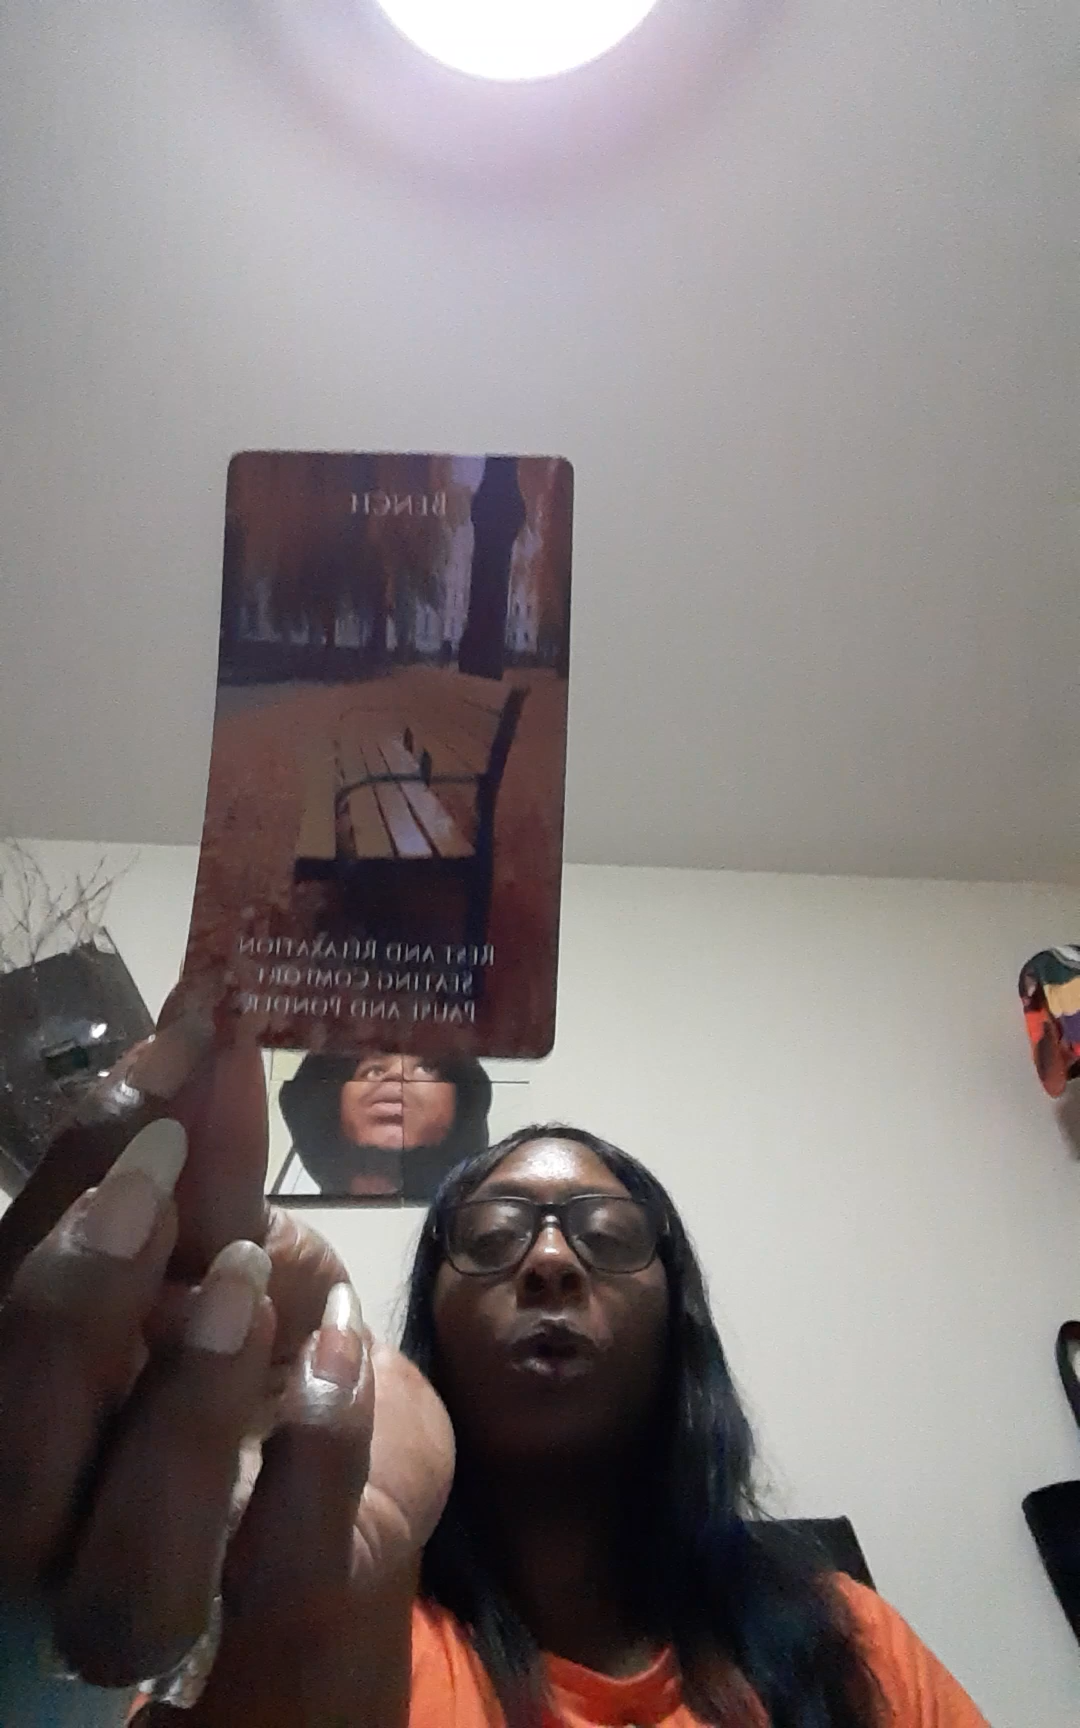 BENCH
REST AND RELAXATION
SEATING COMFORT
PAUSE AND PONDER